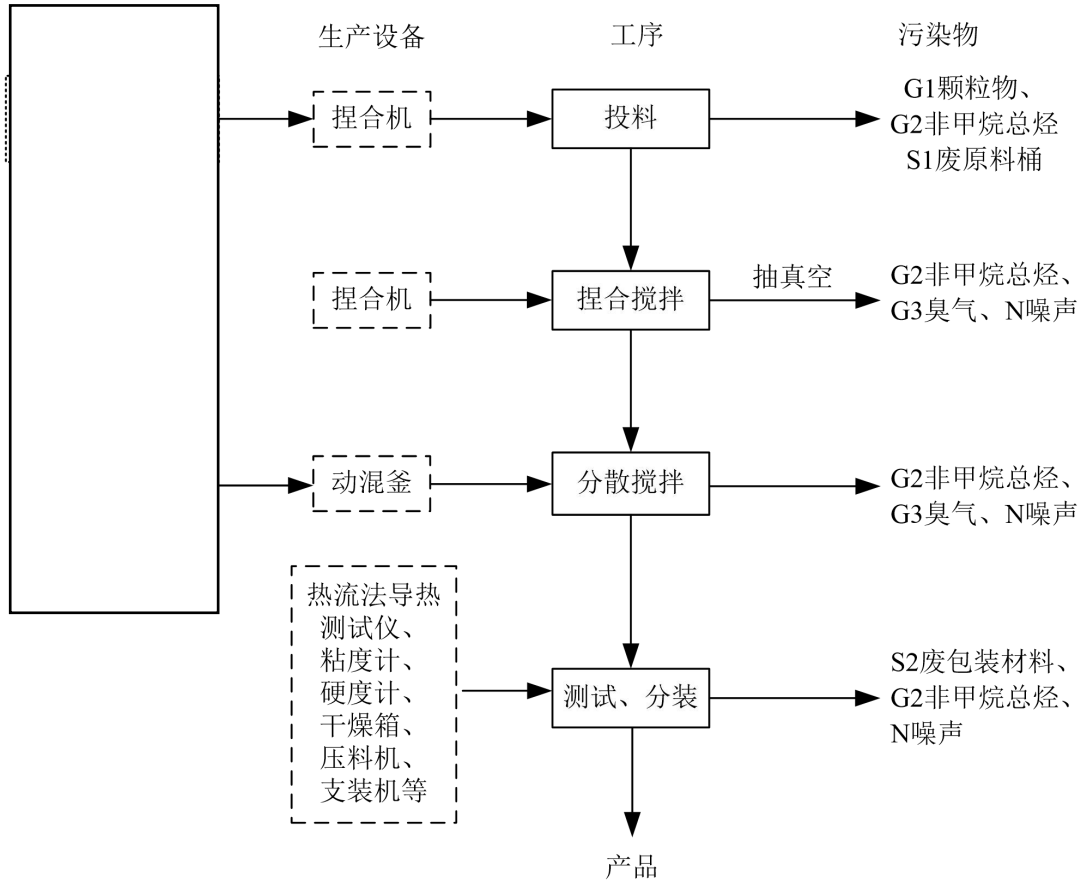 生产设备
工序
污染物
捏合机
投料
G1颗粒物、
G2非甲烷总烃
S1废原料桶
捏合机
捏合搅拌
抽真空
G2非甲烷总烃、
G3臭气、N噪声
动混釜
分散搅拌
G2非甲烷总烃、
G3臭气、N噪声
热流法导热
测试仪、
粘度计、
硬度计、
干燥箱、
压料机、
支装机等
测试、分装
S2废包装材料、
G2非甲烷总烃、
N噪声
产品